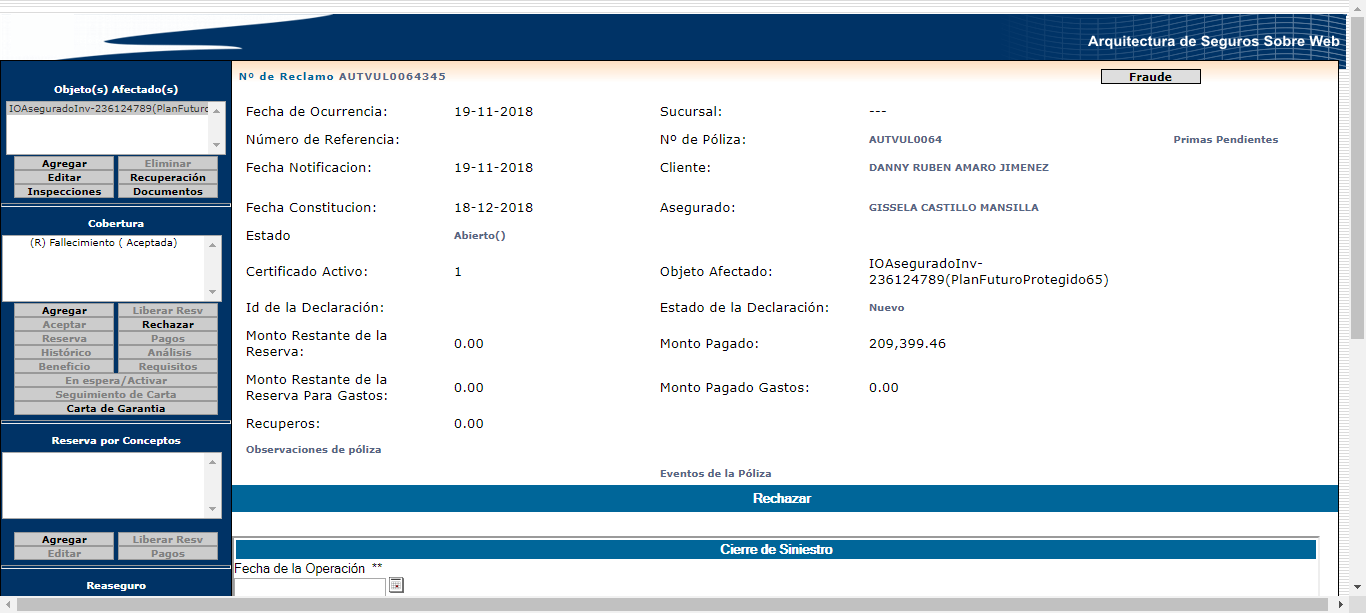 Arquitectura de Seguros Sobre Web
Objeto(s) Afectado(s)
IOAseguradoInv-236124789(PlanFuturo
Agregar Eliminar
Editar Recuperación
Inspecciones Documentos
Cobertura
(R) Fallecimiento ( Aceptada)
Agregar Liberar Resv
Aceptar Rechazar
Reserva Pagos
Histórico Análisis
Beneficio Requisitos
En espera/Activar
Seguimiento de Carta
Carta de Garantia
Reserva por Conceptos
Agregar Liberar Resv
Editar Pagos
Reaseguro
Nº de Reclamo AUTVUL0064345 Fraude
Fecha de Ocurrencia: 19-11-2018 Sucursal: ---
Número de Referencia: Nº de Póliza: AUTVUL0064 Primas Pendientes
Fecha Notificacion: 19-11-2018 Cliente: DANNY RUBEN AMARO JIMENEZ
Fecha Constitucion: 18-12-2018 Asegurado: GISSELA CASTILLO MANSILLA
Estado Abierto()
Certificado Activo: 1 Objeto Afectado: IOAseguradoInv-
236124789(PlanFuturoProtegido65)
Id de la Declaración: Estado de la Declaración: Nuevo
Monto Restante de la
Reserva: 0.00 Monto Pagado: 209,399.46
Monto Restante de la
Reserva Para Gastos: 0.00 Monto Pagado Gastos: 0.00
Recuperos: 0.00
Observaciones de póliza
Eventos de la Póliza
Rechazar
Cierre de Siniestro
Fecha de la Operación **